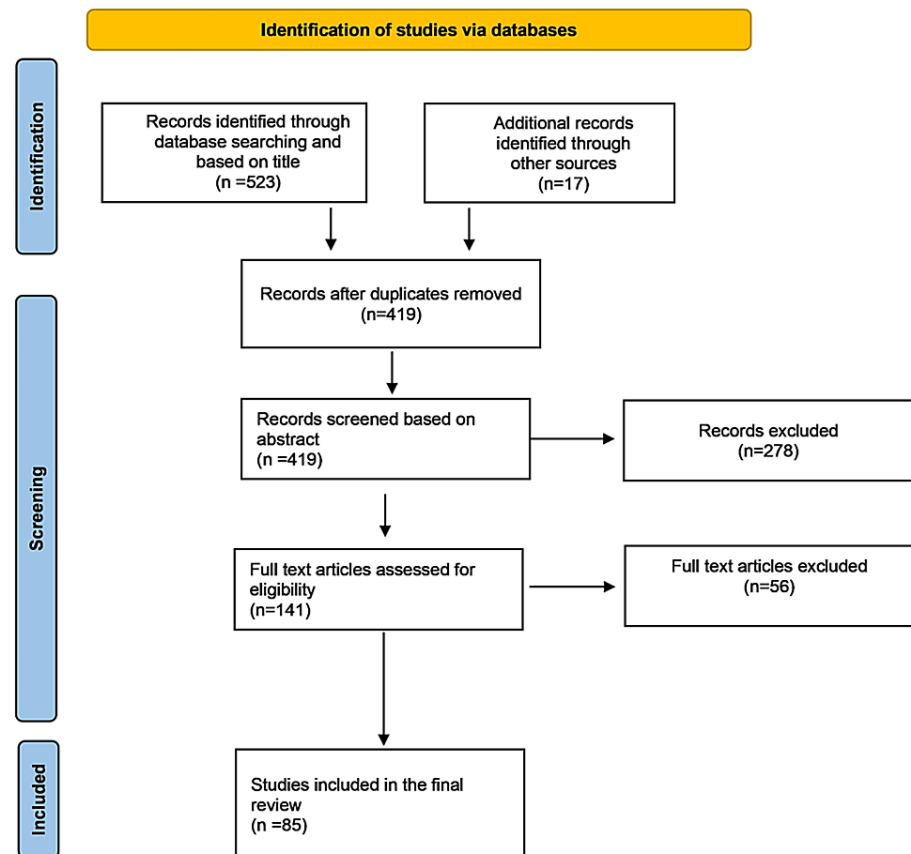 Identification of studies via databases
Identification
Records identified through
database searching and
based on title
(n =523)
Additional records
identified through
other sources
(n=17)
Records after duplicates removed
(n=419)
Screening
Records screened based on
abstract
(n =419)
Records excluded
(n=278)
Full text articles assessed for
eligibility
(n=141)
Full text articles excluded
(n=56)
Included
Studies included in the final
review
(n =85)